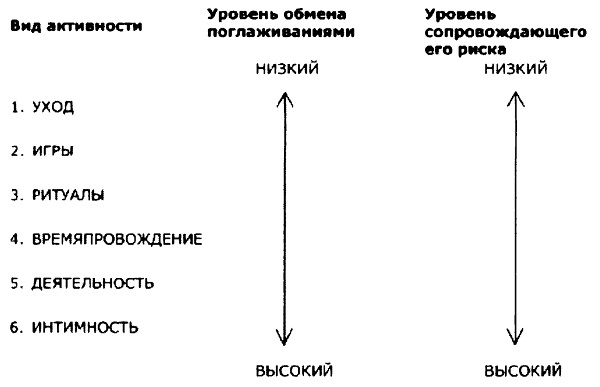 Вид активности
Уровень обмена
поглаживаниями
Уровень
сопровождающего
его риска
НИЗКИЙ
НИЗКИЙ
1. УХОД
2. ИГРЫ
3. РИТУАЛЫ
4. ВРЕМЯПРОВОЖДЕНИЕ
5. ДЕЯТЕЛЬНОСТЬ
6. ИНТИМНОСТЬ
ВЫСОКИЙ
ВЫСОКИЙ